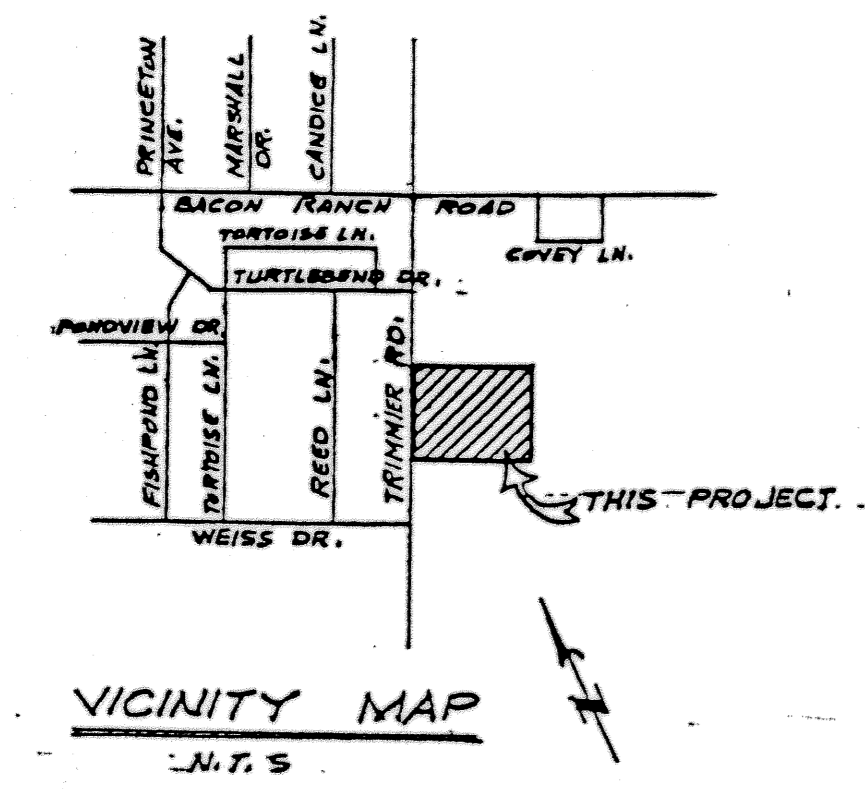 PRINCETON
AVE.
MARSHALL
DR.
CANDICE LN.
BACON RANCH ROAD
TORTOISE LN.
COVEY LN.
TURTLEBEND DR.
PONDVIEW DR
FISHPOND LN.
TORTOISE LN.
REED LN.
TRIMMIER RD.
THIS PROJECT.
WEISS DR.
N
VICINITY MAP
N.T.S